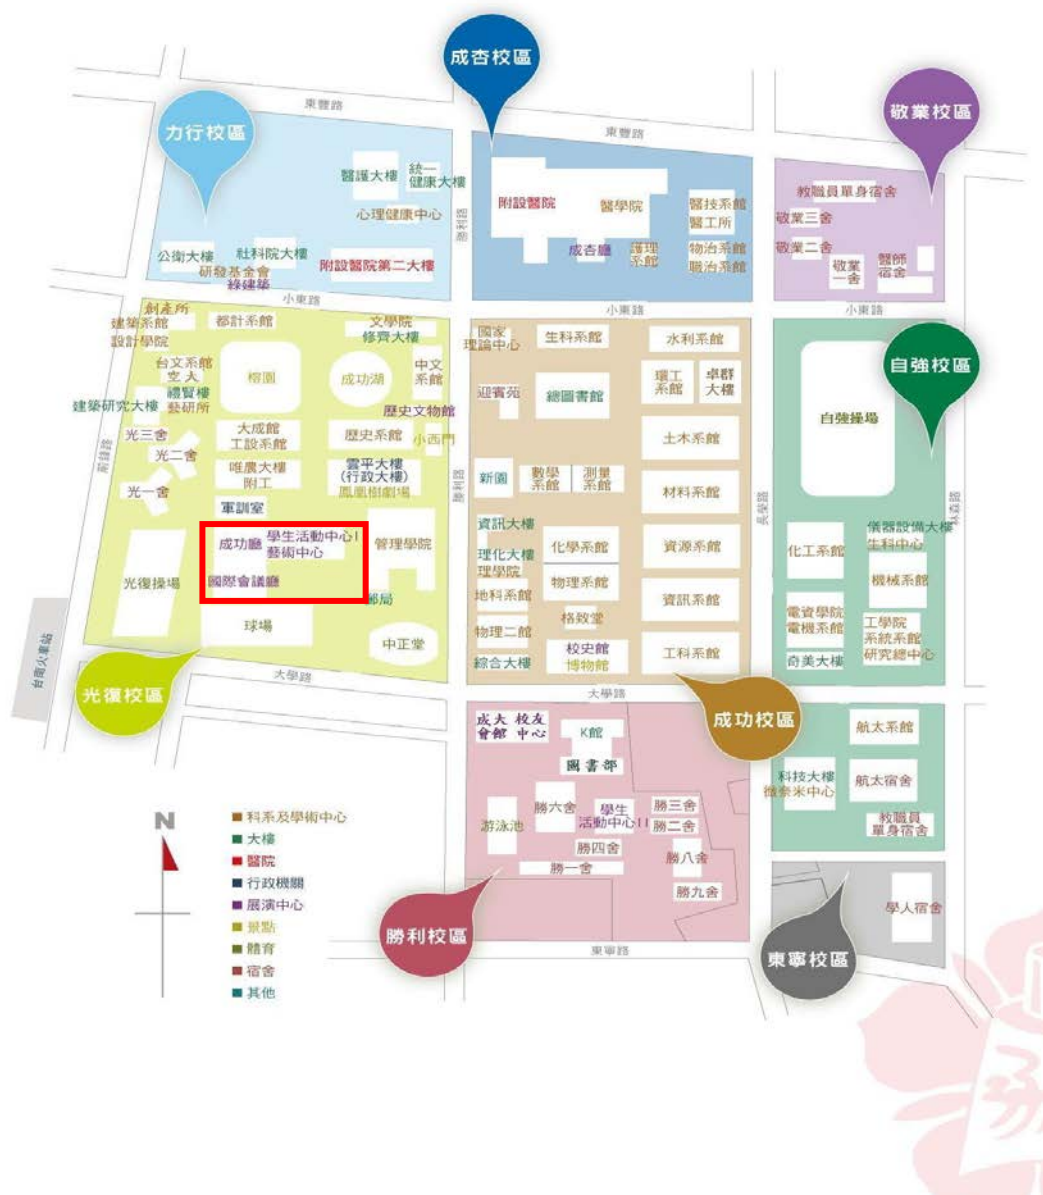 成杏校區
敬業校區
力行校區
東豐路
東豐路
醫護大樓
統一
健康大樓
心理健康中心
公衛大樓
社科院大樓
研發基金會
綠建築
附設醫院第二大樓
勝利路
附設醫院
醫學院
成杏廳
護理
系館
醫技系館
醫工所
物治系館
職治系館
教職員單身宿舍
敬業三舍
敬業二舍
敬業
一舍
醫師
宿舍
小東路
小東路
小東路
創產所
建築系館
設計學院
都計系館
文學院
修齊大樓
台文系館
空大
禮賢樓
藝研所
建築研究大樓
榕園
成功湖
中文
系館
歷史文物館
光三舍
光二舍
光一舍
大成館
工設系館
歷史系館
小西門
唯農大樓
附工
雲平大樓
(行政大樓)
鳳凰樹劇場
軍訓室
成功廳
學生活動中心I
藝術中心
國際會議廳
管理學院
郵局
光復操場
球場
中正堂
前鋒路
勝利路
台南火車站
光復校區
大學路
國家
理論中心
生科系館
水利系館
迎賓苑
總圖書館
環工
系館
卓群
大樓
土木系館
新園
數學
系館
測量
系館
材料系館
資訊大樓
理化大樓
理學院
化學系館
資源系館
地科系館
物理系館
資訊系館
物理二館
格致堂
綜合大樓
校史館
博物館
工科系館
大學路
成功校區
長榮路
林森路
自強校區
自強操場
儀器設備大樓
生科中心
化工系館
機械系館
電資學院
電機系館
工學院
系統系館
研究總中心
奇美大樓
航太系館
科技大樓
微奈米中心
航太宿舍
教職員
單身宿舍
成大 校友
會館 中心
K館
圖書部
游泳池
勝六舍
學生
活動中心II
勝三舍
勝二舍
勝四舍
勝一舍
勝八舍
勝九舍
勝利校區
東寧路
學人宿舍
東寧校區
N
科系及學術中心
大樓
醫院
行政機關
展演中心
景點
體育
宿舍
其他